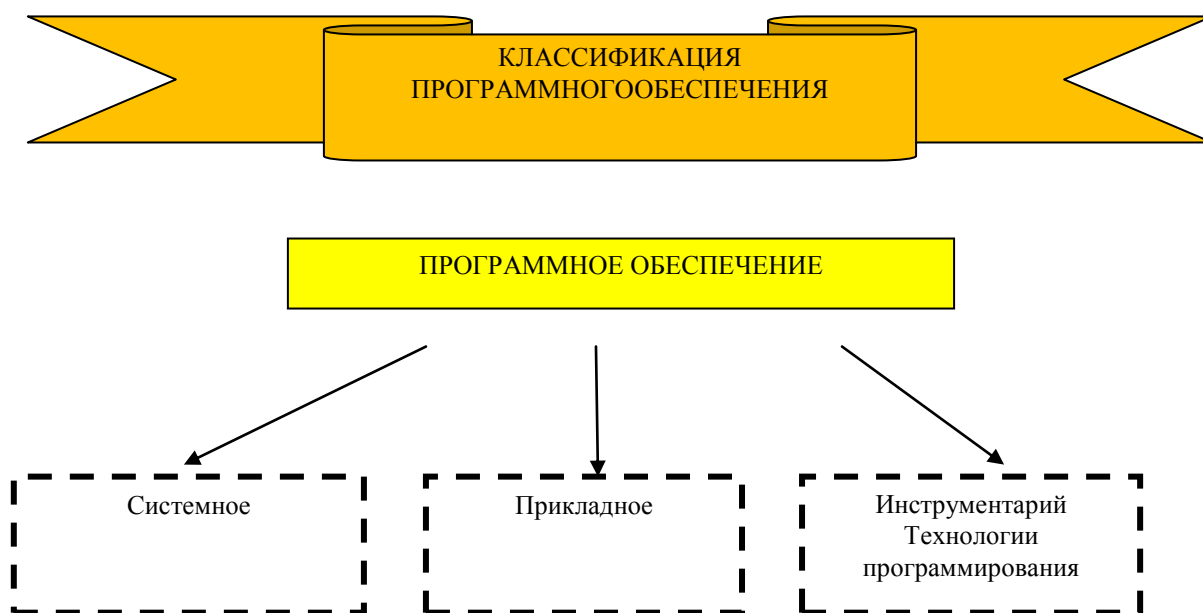 КЛАССИФИКАЦИЯ
ПРОГРАММНОГООБЕСПЕЧЕНИЯ
ПРОГРАММНОЕ ОБЕСПЕЧЕНИЕ
Системное
Прикладное
Инструментарий
Технологии
программирования